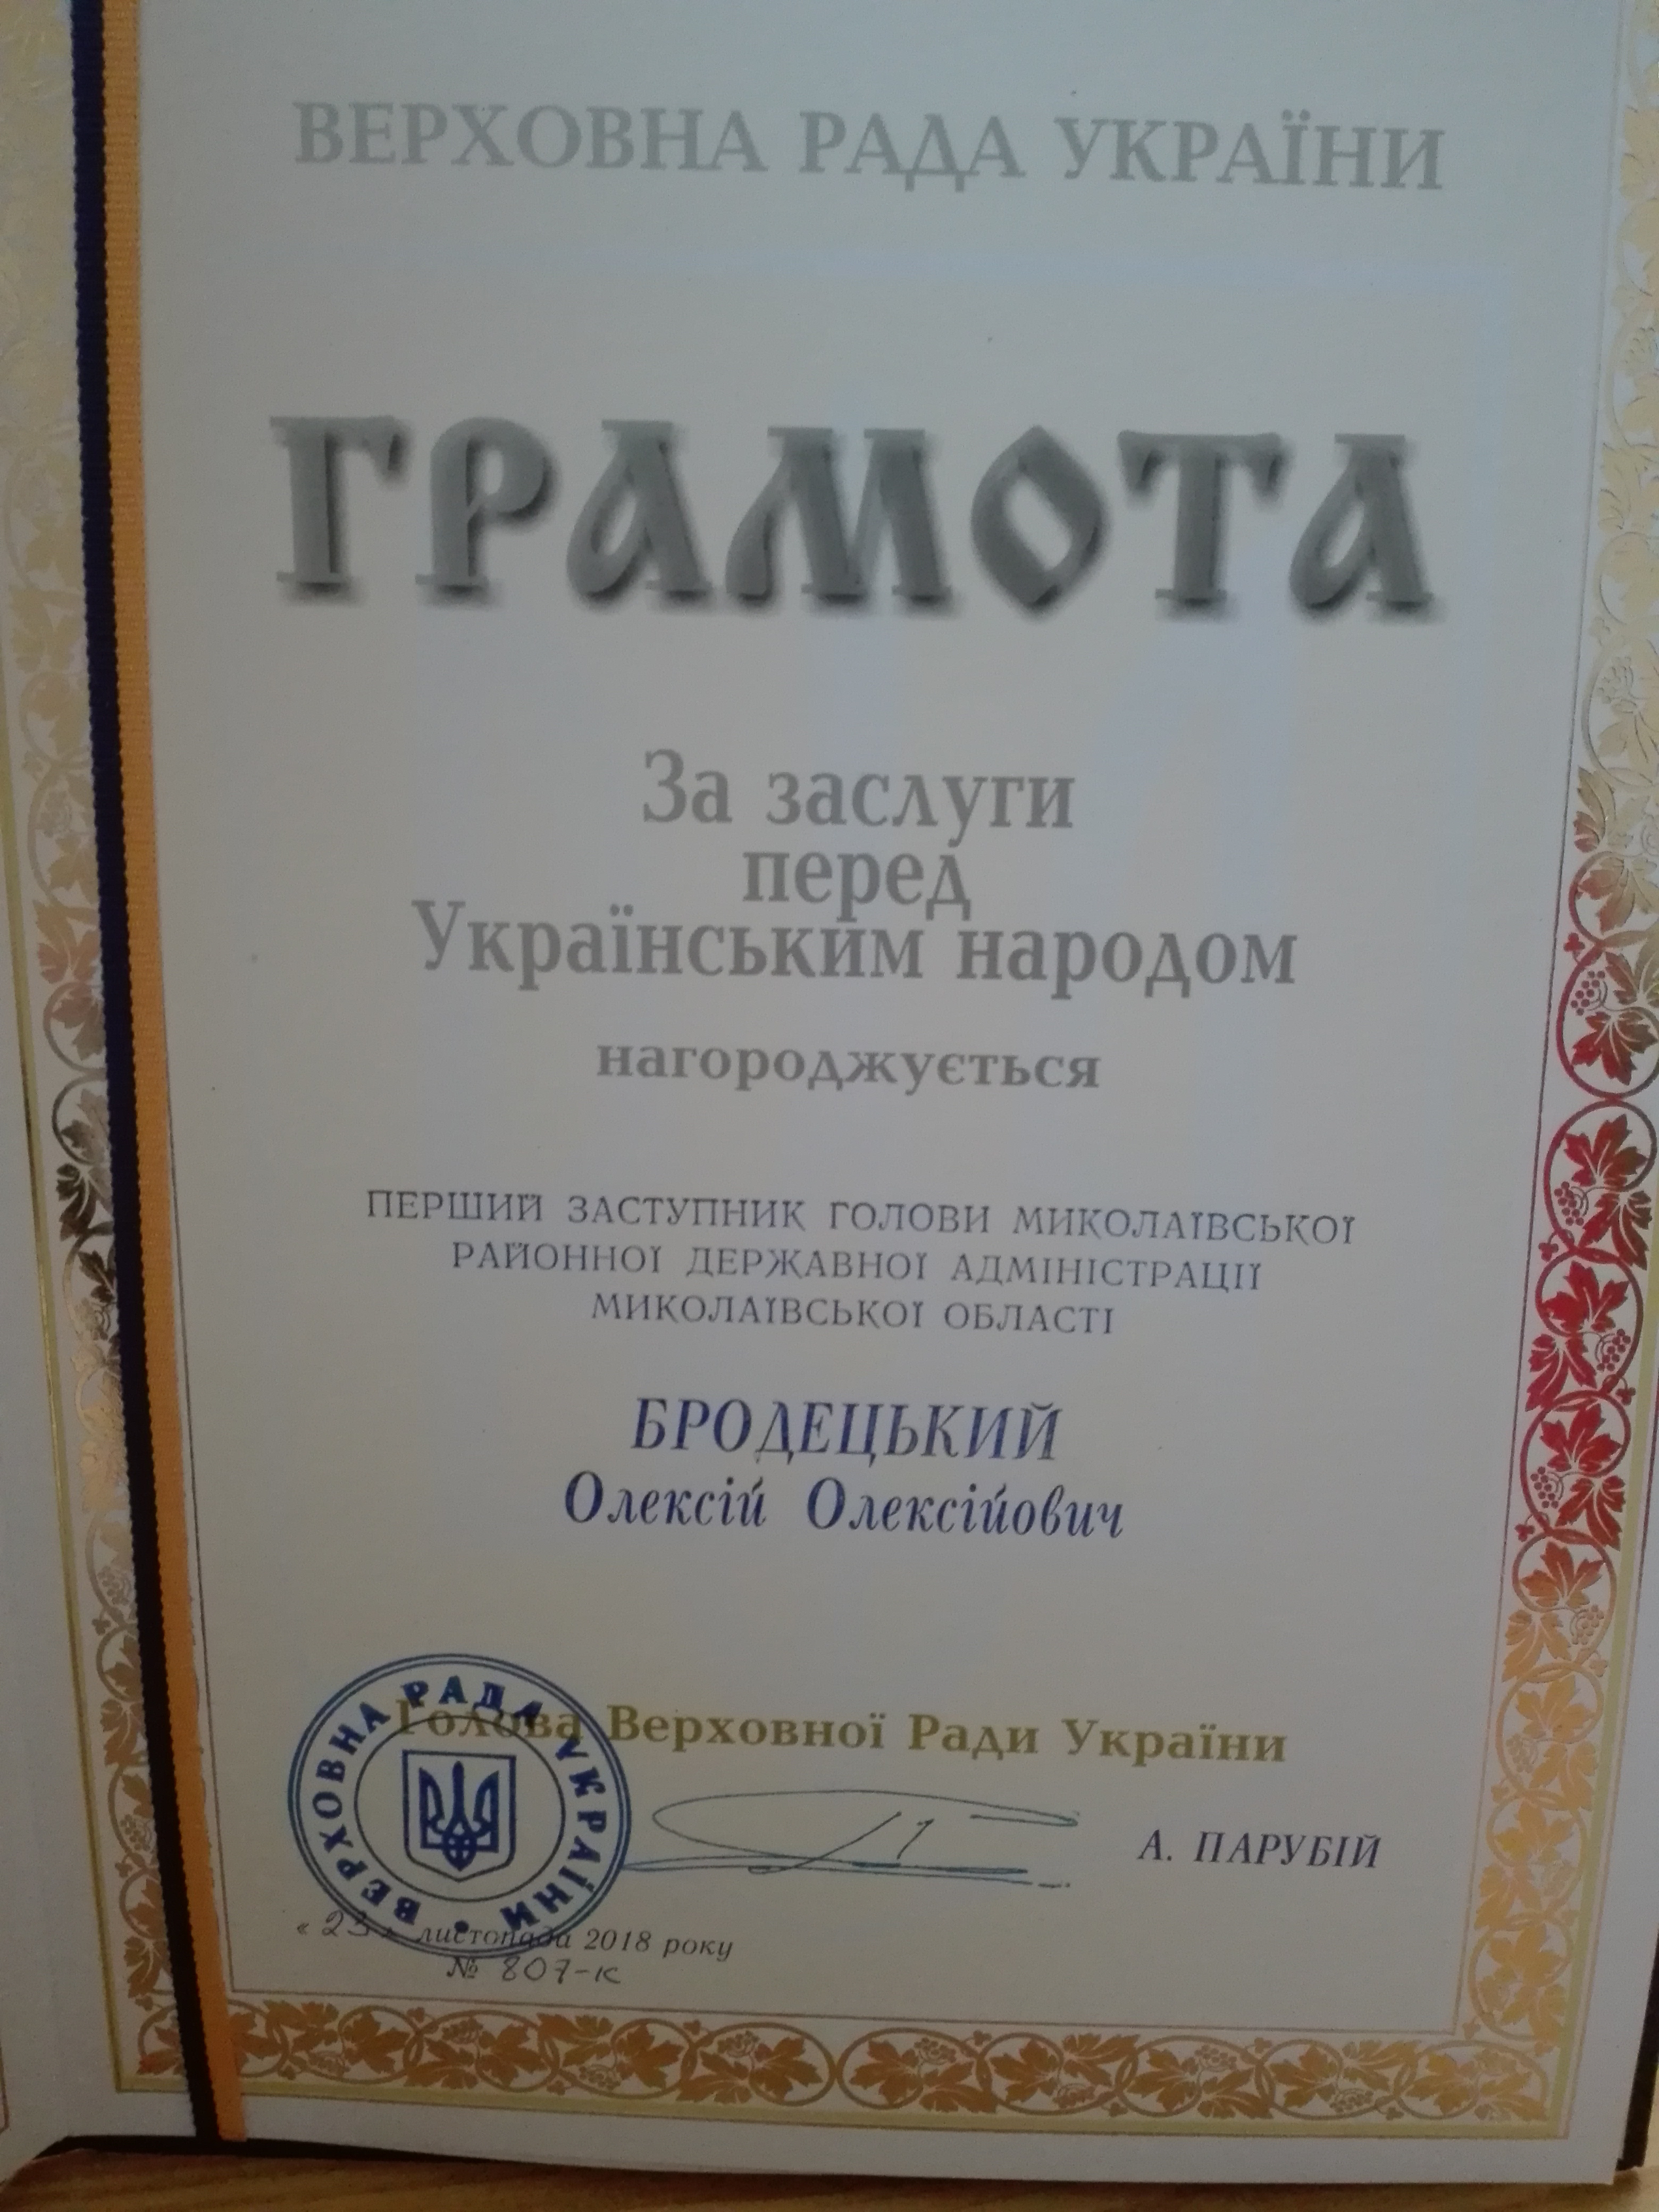 ВЕРХОВНА РАДА УКРАЇНИ
ГРАМОТА
За заслуги
перед
Українським народом
нагороджується
ПЕРШИЙ ЗАСТУПНИК ГОЛОВИ МИКОЛАЇВСЬКОЇ
РАЙОННОЇ ДЕРЖАВНОЇ АДМІНІСТРАЦІЇ
МИКОЛАЇВСЬКОЇ ОБЛАСТІ
БРОДЕЦЬКИЙ
Олексій Олексійович
Голова Верховної Ради України
ВЕРХОВНА РАДА УКРАЇНИ
А. ПАРУБІЙ
« 23 » листопада 2018 року
№ 807-к